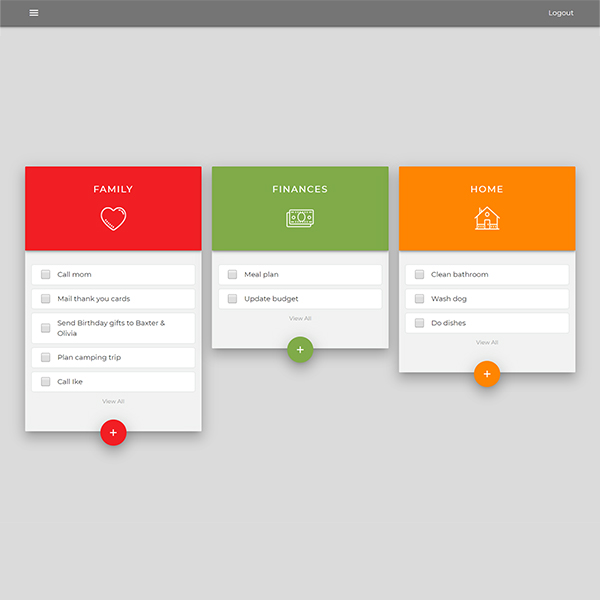 Logout
FAMILY
Call mom
Mail thank you cards
Send Birthday gifts to Baxter &
Olivia
Plan camping trip
Call Ike
View All
+
FINANCES
Meal plan
Update budget
View All
+
HOME
Clean bathroom
Wash dog
Do dishes
View All
+